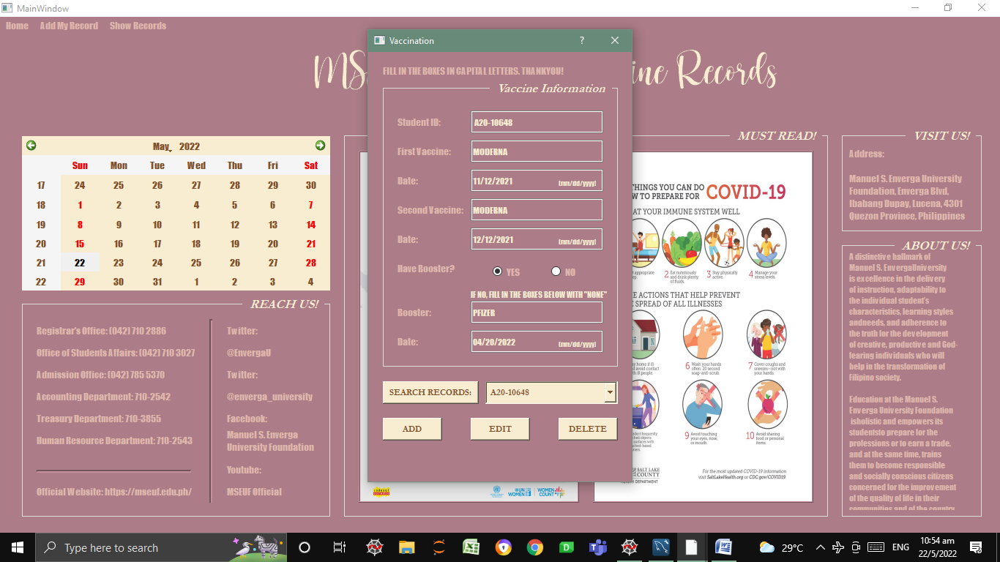 MainWindow
Home Add My Record Show Records
Vaccination ?
ine Records
FILL IN THE BOXES IN CAPITAL LETTERS. THANKYOU!
Vaccine Information
Student ID: A20-10648
First Vaccine: MODERNA
Date: 11/12/2021 (mm/dd/yyyy)
Second Vaccine: MODERNA
Date: 12/12/2021 (mm/dd/yyyy)
Have Booster? YES NO
IF NO, FILL IN THE BOXES BELOW WITH "NONE"
Booster: PFIZER
Date: 04/20/2022 (mm/dd/yyyy)
SEARCH RECORDS: A20-10648
ADD EDIT DELETE
May, 2022
Sun Mon Tue Wed Thu Fri Sat
17 24 25 26 27 28 29 30
18 1 2 3 4 5 6 7
19 8 9 10 11 12 13 14
20 15 16 17 18 19 20 21
21 22 23 24 25 26 27 28
22 29 30 31 1 2 3 4
REACH US!
Registrar's Office: (042) 710 2886
Office of Students Affairs: (042) 710 3027
Admission Office: (042) 785 5370
Accounting Department: 710-2542
Treasury Department: 710-3855
Human Resource Department: 710-2543
Official Website: https://mseuf.edu.ph/
Twitter:
@EnvergaU
Twitter:
@enverga_university
Facebook:
Manuel S. Enverga
University Foundation
Youtube:
MSEUF Official
MUST READ!
UN
WOMEN
WOMEN
COUNT
THINGS YOU CAN DO
W TO PREPARE FOR COVID-19
AT YOUR IMMUNE SYSTEM WELL
2 Eat nutritiously
and drink plenty
of fluids.
3 Stay physically
active.
4 Manage your
stress levels.
E ACTIONS THAT HELP PREVENT
SPREAD OF ALL ILLNESSES
6 Wash your hands
often: 20 second
soap-and-scrub.
7 Cover coughs and
sneezes—not with
your hands.
9 Avoid touching
your eyes, nose,
or mouth.
10 Avoid sharing
food or personal
items.
OF SALT LAKE
COUNTY
DEPARTMENT
For the most updated COVID-19 information
visit SaltLakeHealth.org or CDC.gov/COVID19.
VISIT US!
Address:
Manuel S. Enverga University
Foundation, Enverga Blvd,
Ibabang Dupay, Lucena, 4301
Quezon Province, Philippines
ABOUT US!
A distinctive hallmark of
Manuel S. EnvergaUniversity
is excellence in the delivery
of instruction, adaptability to
the individual student's
characteristics, learning styles
andneeds, and adherence to
the truth for the development
of creative, productive and God-
fearing individuals who will
help in the transformation of
Filipino society.
Education at the Manuel S.
Enverga University Foundation
isholistic and empowers its
studentsto prepare for the
professions or to earn a trade,
and at the same time, trains
them to become responsible
and socially conscious citizens
concerned for the improvement
of the quality of life in their
communities and of the country
Type here to search
29°C
ENG
10:54 am
22/5/2022